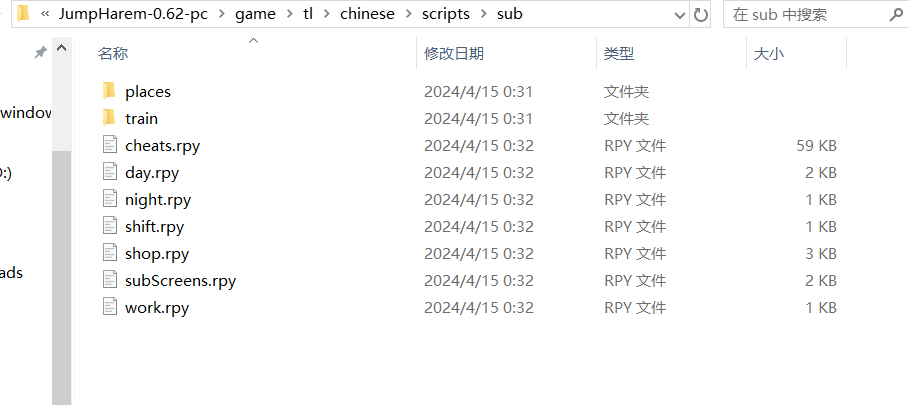 « JumpHarem-0.62-pc › game › tl › chinese › scripts › sub
在 sub 中搜索
名称 修改日期 类型 大小
places 2024/4/15 0:31 文件夹
window
train 2024/4/15 0:31 文件夹
cheats.rpy 2024/4/15 0:32 RPY 文件 59 KB
:) day.rpy 2024/4/15 0:32 RPY 文件 2 KB
night.rpy 2024/4/15 0:32 RPY 文件 1 KB
shift.rpy 2024/4/15 0:32 RPY 文件 1 KB
shop.rpy 2024/4/15 0:32 RPY 文件 3 KB
ads
subScreens.rpy 2024/4/15 0:32 RPY 文件 2 KB
work.rpy 2024/4/15 0:32 RPY 文件 1 KB